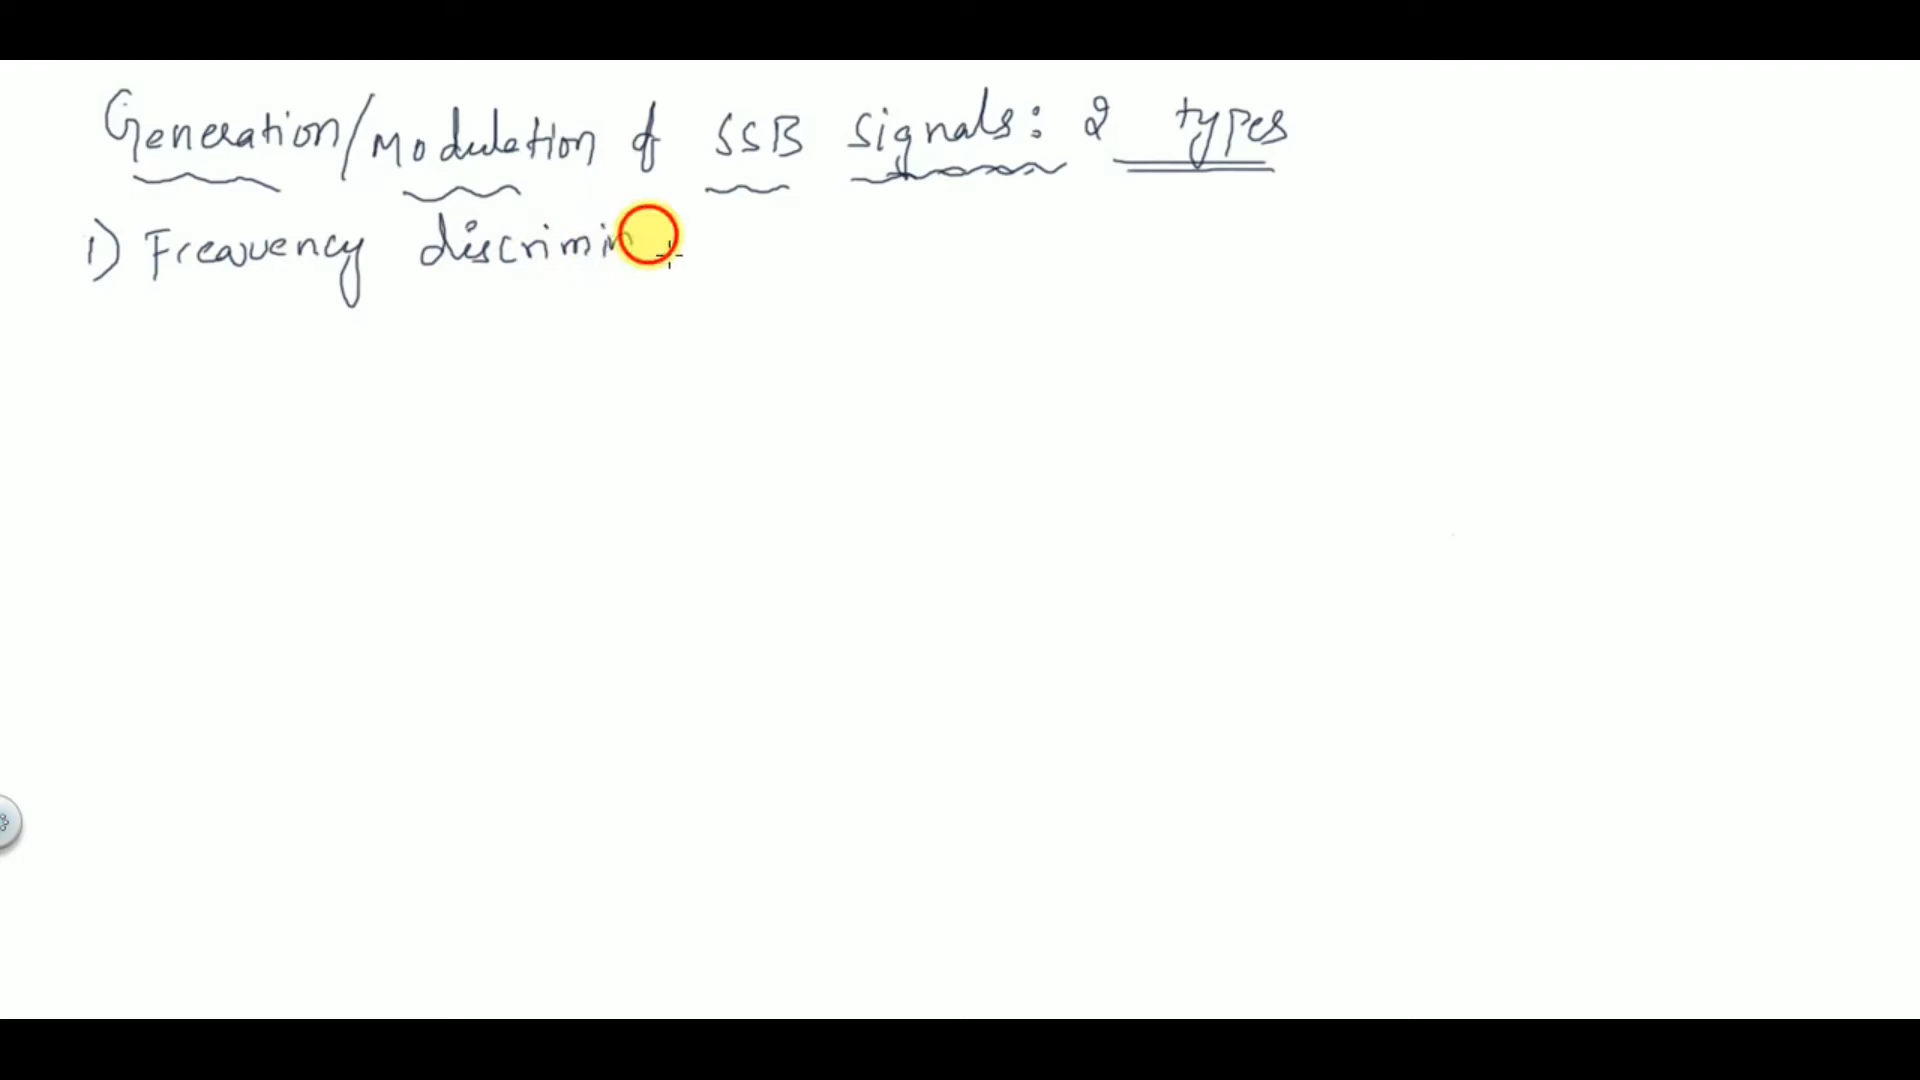 Generation/Modulation of SSB signals: 2 types
1) Frequency discrimin